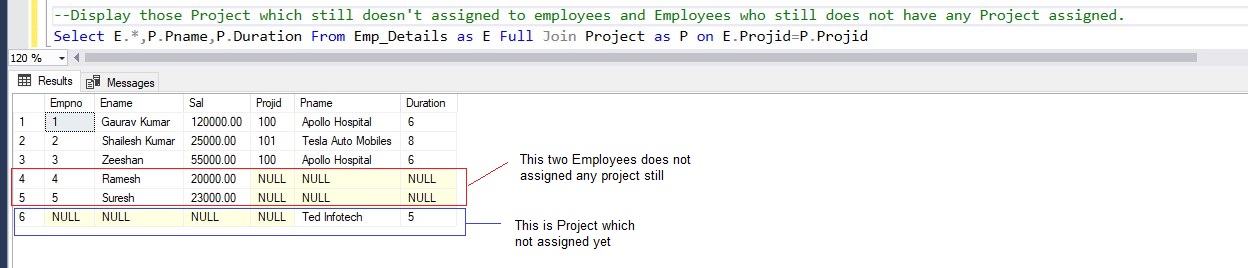 --Display those Project which still doesn't assigned to employees and Employees who still does not have any Project assigned.
Select E.*,P.Pname,P.Duration From Emp_Details as E Full Join Project as P on E.Projid=P.Projid
120 %
Results Messages
Empno Ename Sal Projid Pname Duration
1 1 Gaurav Kumar 120000.00 100 Apollo Hospital 6
2 2 Shailesh Kumar 25000.00 101 Tesla Auto Mobiles 8
3 3 Zeeshan 55000.00 100 Apollo Hospital 6
4 4 Ramesh 20000.00 NULL NULL NULL
5 5 Suresh 23000.00 NULL NULL NULL
6 NULL NULL NULL NULL Ted Infotech 5
This two Employees does not
assigned any project still
This is Project which
not assigned yet